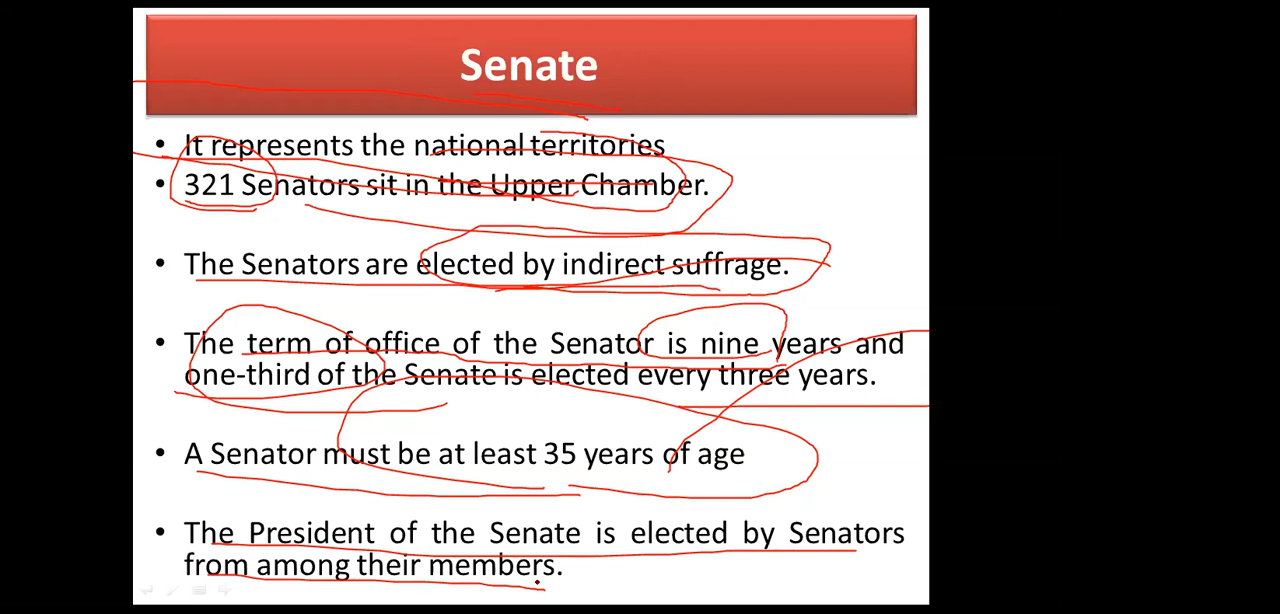 Senate
• It represents the national territories
• 321 Senators sit in the Upper Chamber.
• The Senators are elected by indirect suffrage.
• The term of office of the Senator is nine years and
one-third of the Senate is elected every three years.
• A Senator must be at least 35 years of age
• The President of the Senate is elected by Senators
from among their members.